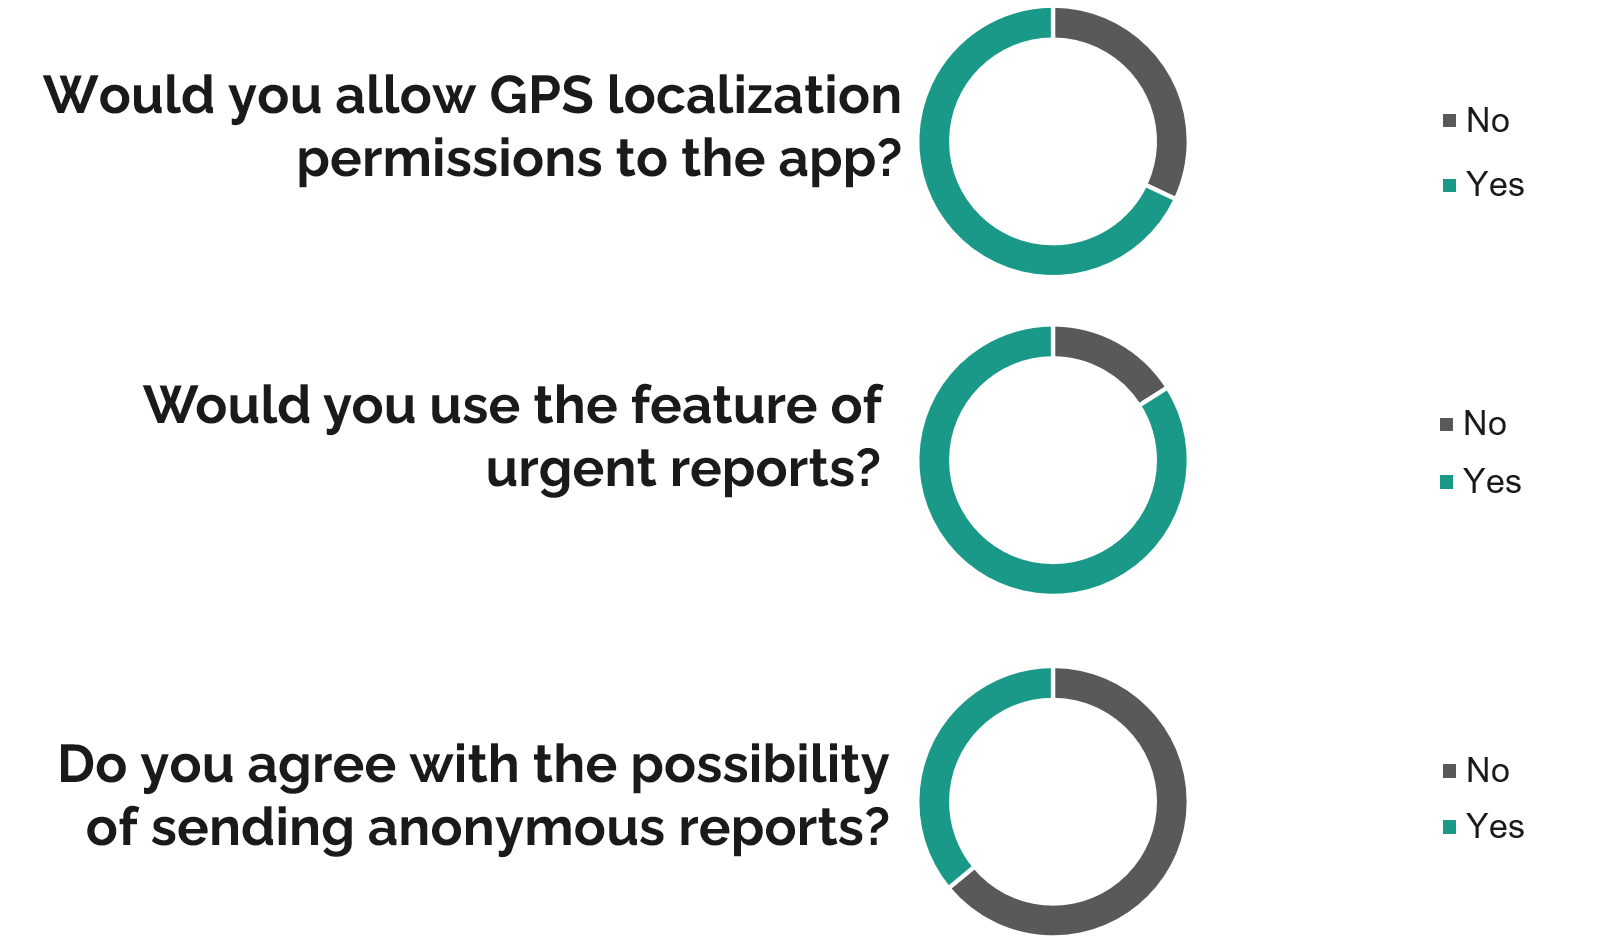 Would you allow GPS localization
permissions to the app?
No
Yes
Would you use the feature of
urgent reports?
No
Yes
Do you agree with the possibility
of sending anonymous reports?
No
Yes